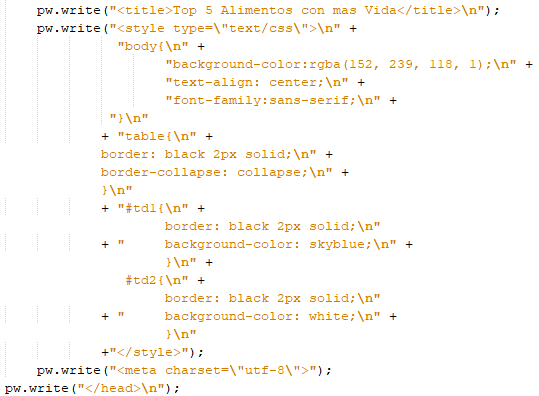 pw.write("<title>Top 5 Alimentos con mas Vida</title>\n");
pw.write("<style type=\"text/css\">\n" +
"body{\n" +
"background-color:rgba(152, 239, 118, 1);\n" +
"text-align: center;\n" +
"font-family:sans-serif;\n" +
"}\n"
+ "table{\n" +
border: black 2px solid;\n" +
border-collapse: collapse;\n" +
}\n"
+ "#td1{\n" +
border: black 2px solid;\n"
+ "     background-color: skyblue;\n" +
}\n" +
#td2{\n" +
border: black 2px solid;\n"
+ "     background-color: white;\n" +
}\n"
+"</style>");
pw.write("<meta charset=\"utf-8\">");
pw.write("</head>\n");